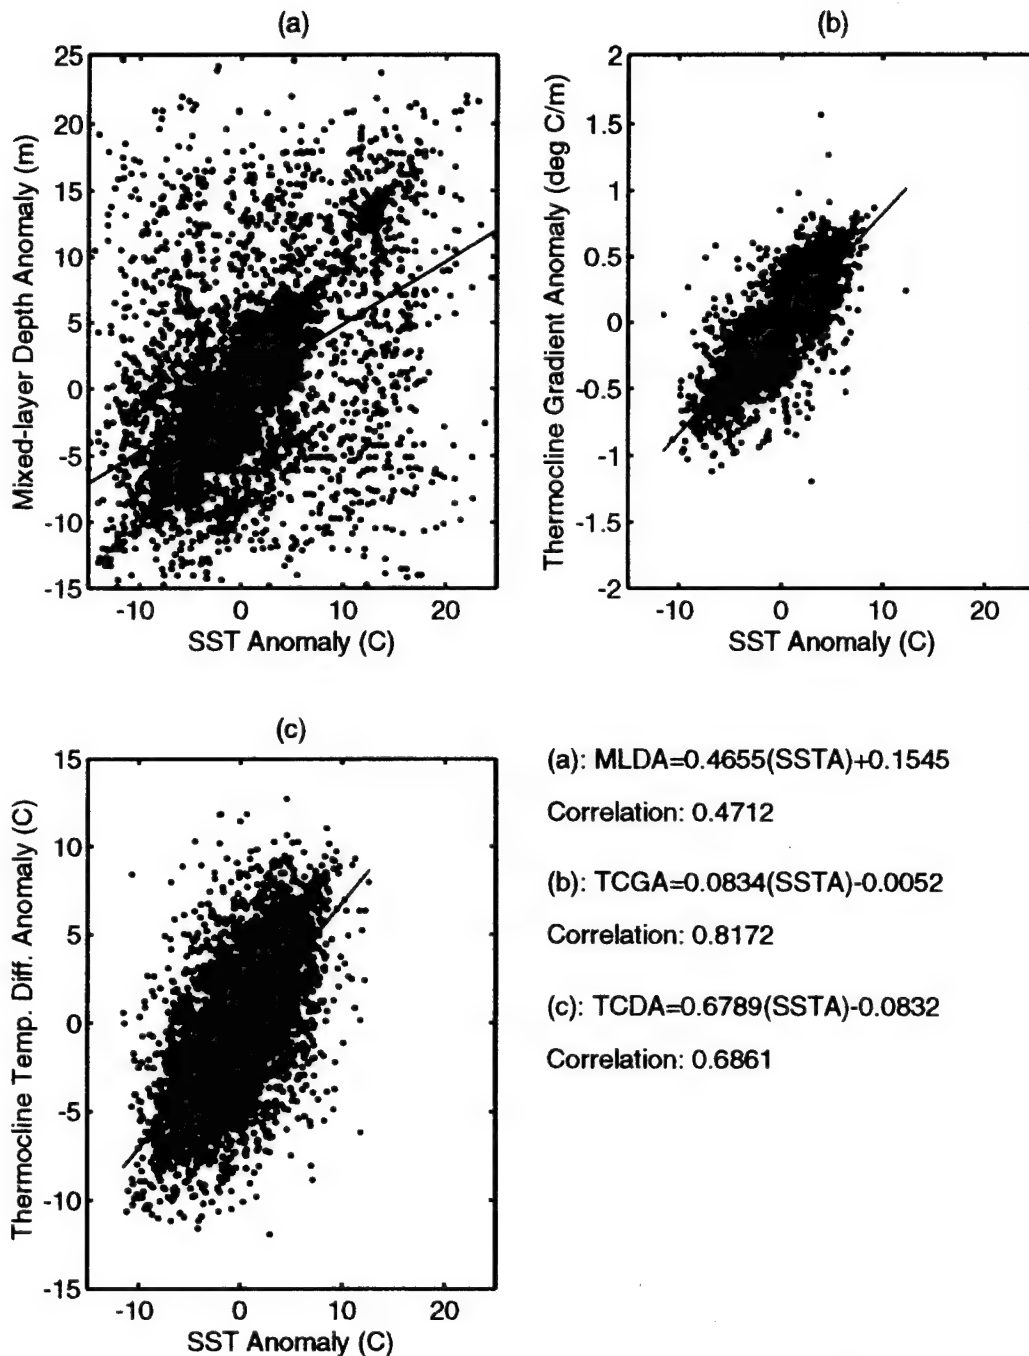 (a)
25
20
15
10
5
0
-5
-10
-15
Mixed-layer Depth Anomaly (m)
-10 0 10 20
SST Anomaly (C)
(b)
2
1.5
1
0.5
0
-0.5
-1
-1.5
-2
Thermocline Gradient Anomaly (deg C/m)
-10 0 10 20
SST Anomaly (C)
(c)
15
10
5
0
-5
-10
-15
Thermocline Temp. Diff. Anomaly (C)
-10 0 10 20
SST Anomaly (C)
(a): MLDA=0.4655(SSTA)+0.1545
Correlation: 0.4712
(b): TCGA=0.0834(SSTA)-0.0052
Correlation: 0.8172
(c): TCDA=0.6789(SSTA)-0.0832
Correlation: 0.6861